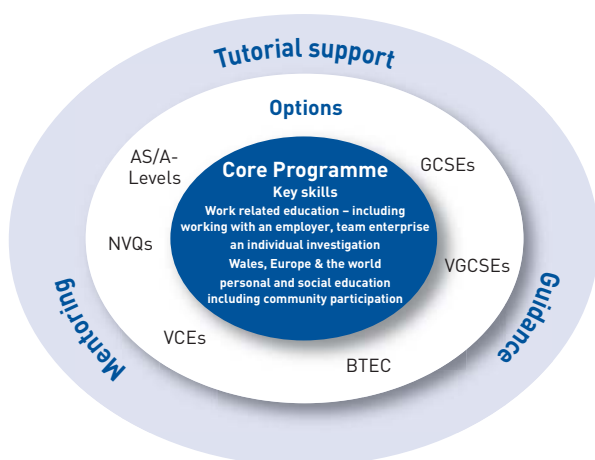 Tutorial support
Options
AS/A-
Levels
GCSEs
Core Programme
Key skills
Work related education – including
working with an employer, team enterprise
an individual investigation
Wales, Europe & the world
personal and social education
including community participation
NVQs
VGCSEs
VCEs
BTEC
Mentoring
Guidance